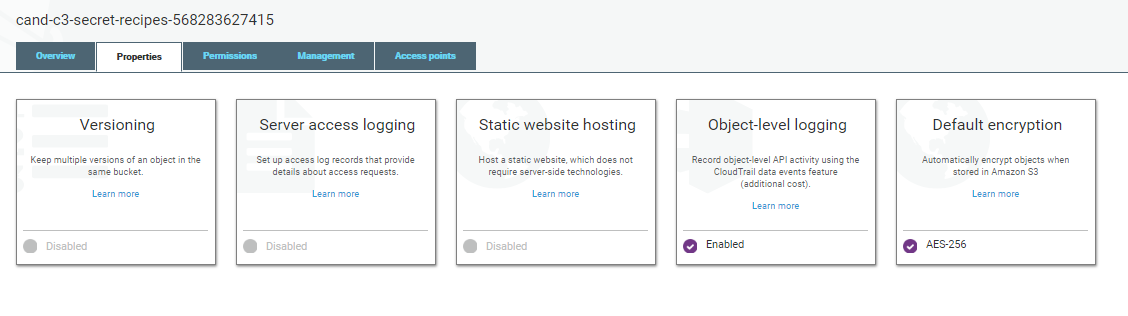 cand-c3-secret-recipes-568283627415
Overview
Properties
Permissions
Management
Access points
Versioning
Keep multiple versions of an object in the
same bucket.
Learn more
Disabled
Server access logging
Set up access log records that provide
details about access requests.
Learn more
Disabled
Static website hosting
Host a static website, which does not
require server-side technologies.
Learn more
Disabled
Object-level logging
Record object-level API activity using the
CloudTrail data events feature
(additional cost).
Learn more
Enabled
Default encryption
Automatically encrypt objects when
stored in Amazon S3
Learn more
AES-256